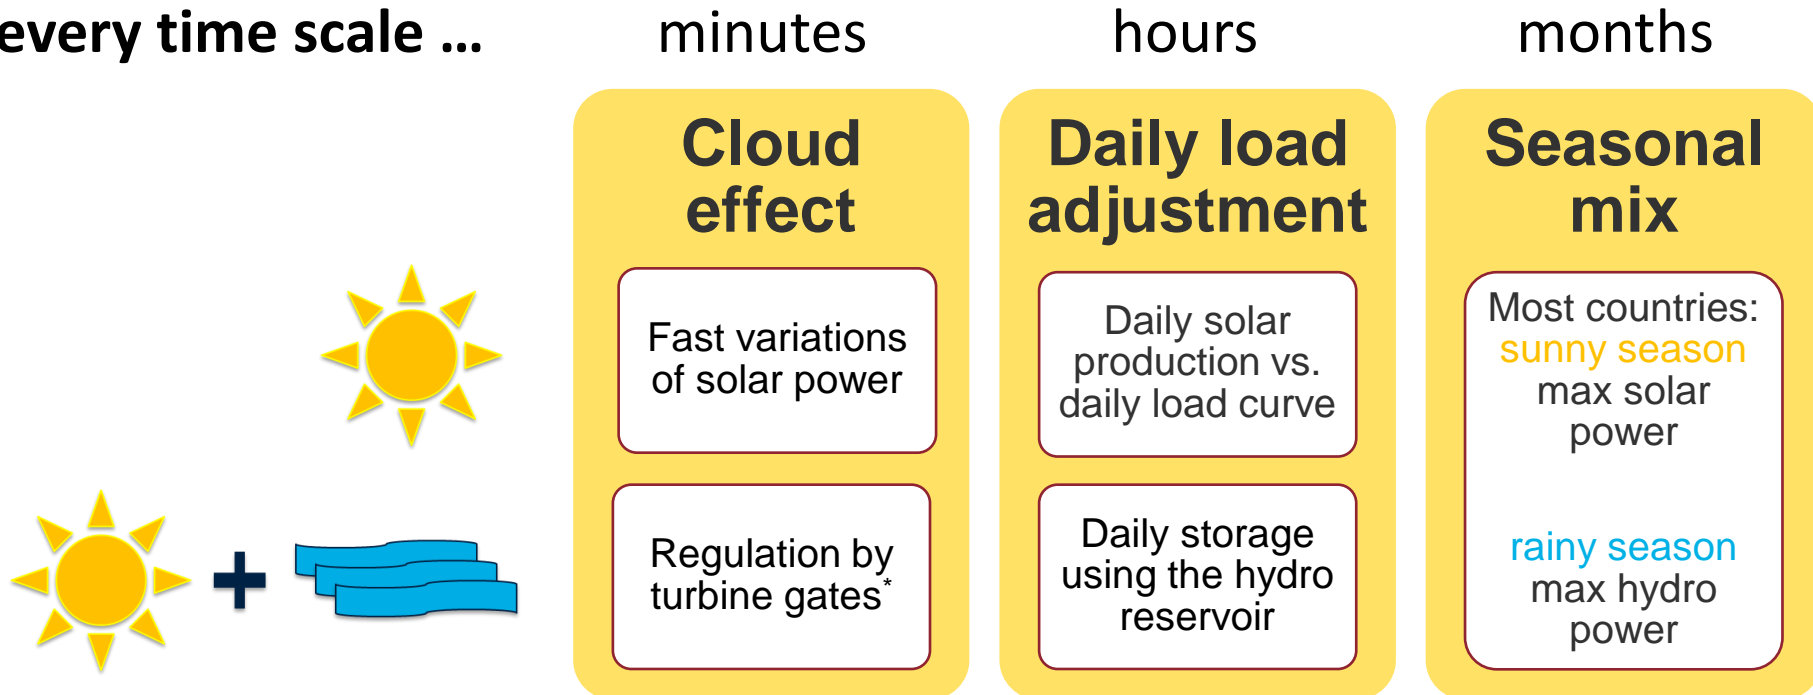 every time scale ...
minutes
hours
months
Cloud
effect
Fast variations
of solar power
Regulation by
turbine gates*
Daily load
adjustment
Daily solar
production vs.
daily load curve
Daily storage
using the hydro
reservoir
Seasonal
mix
Most countries:
sunny season
max solar
power
rainy season
max hydro
power